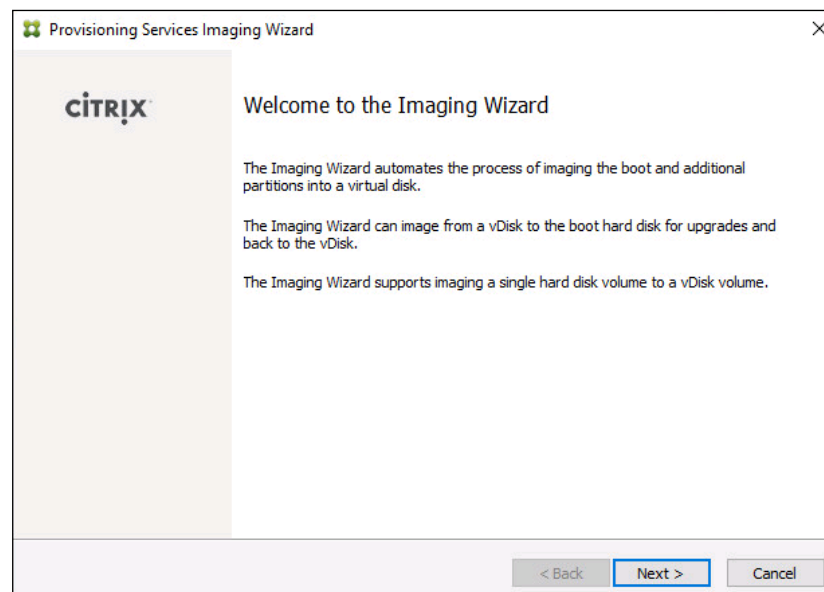 Provisioning Services Imaging Wizard
CİTRIX
Welcome to the Imaging Wizard
The Imaging Wizard automates the process of imaging the boot and additional
partitions into a virtual disk.
The Imaging Wizard can image from a vDisk to the boot hard disk for upgrades and
back to the vDisk.
The Imaging Wizard supports imaging a single hard disk volume to a vDisk volume.
< Back
Next >
Cancel